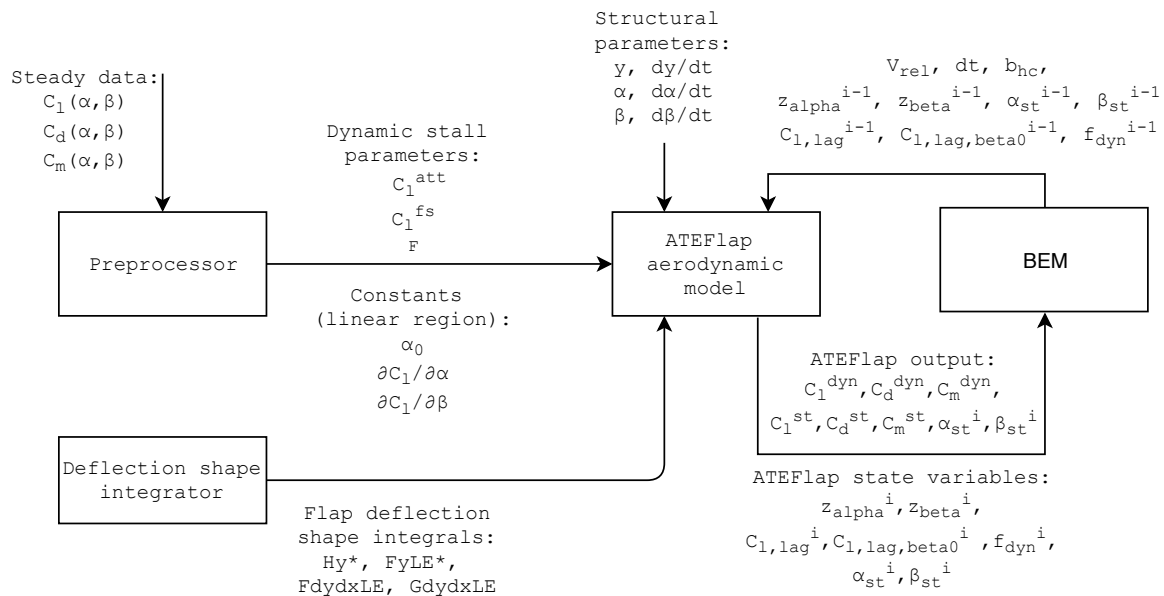 Steady data:
C_l(α,β)
C_d(α,β)
C_m(α,β)
Preprocessor
Dynamic stall
parameters:
C_l^att
C_l^fs
F
Constants
(linear region):
α_0
∂C_l/∂α
∂C_l/∂β
Deflection shape
integrator
Flap deflection
shape integrals:
Hy*, FyLE*,
FdydxLE, GdydxLE
Structural
parameters:
y, dy/dt
α, dα/dt
β, dβ/dt
ATEFlap
aerodynamic
model
V_rel, dt, b_hc,
z_alpha^i-1, z_beta^i-1, α_st^i-1, β_st^i-1
C_l,lag^i-1, C_l,lag,beta0^i-1, f_dyn^i-1
BEM
ATEFlap output:
C_l^dyn,C_d^dyn,C_m^dyn,
C_l^st,C_d^st,C_m^st,α_st^i,β_st^i
ATEFlap state variables:
z_alpha^i,z_beta^i,
C_l,lag^i,C_l,lag,beta0^i ,f_dyn^i,
α_st^i,β_st^i